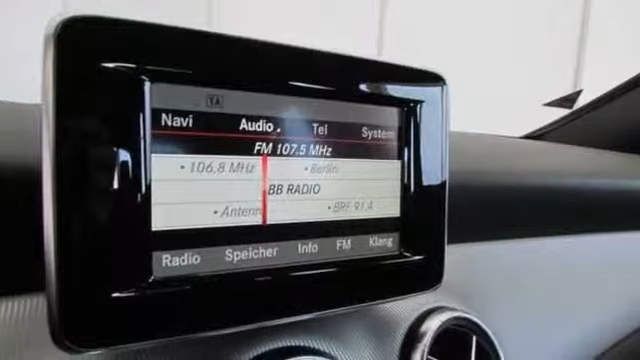 TA
Navi Audio Tel System
FM 107.5 MHz
• 106,8 MHz • Berlin
BB RADIO
• Antenn • BRF 91.4
Radio Speicher Info FM Klang